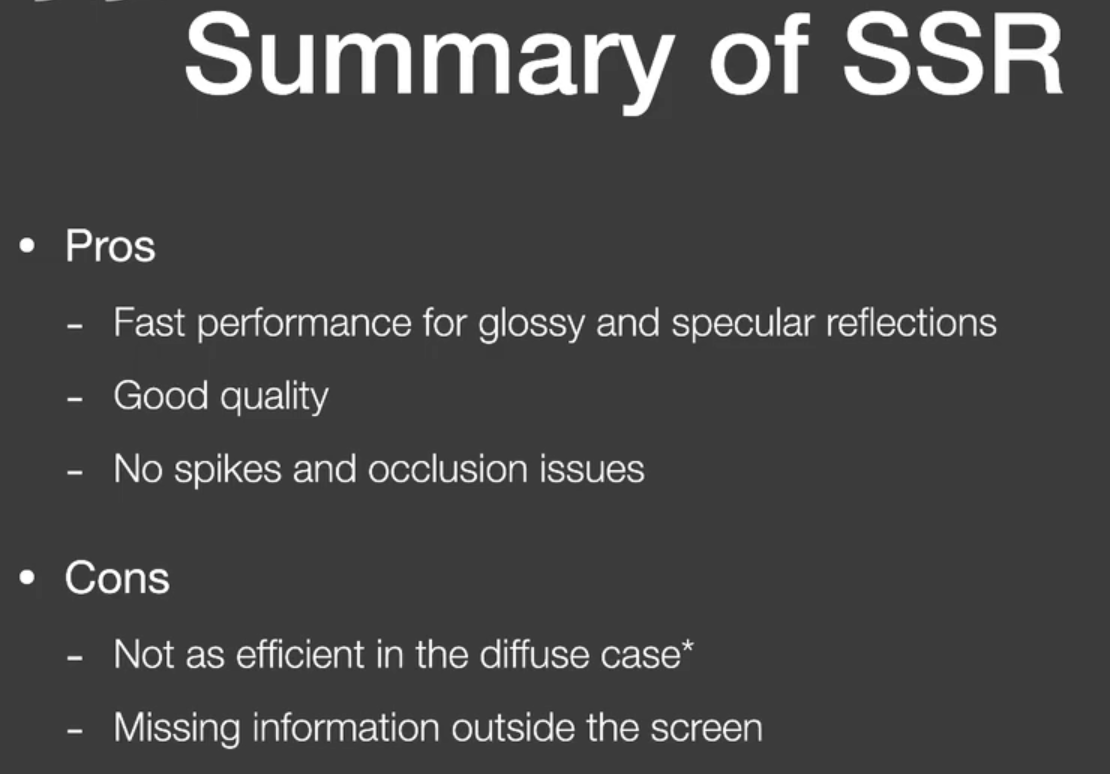 Summary of SSR
• Pros
- Fast performance for glossy and specular reflections
- Good quality
- No spikes and occlusion issues
• Cons
- Not as efficient in the diffuse case*
- Missing information outside the screen